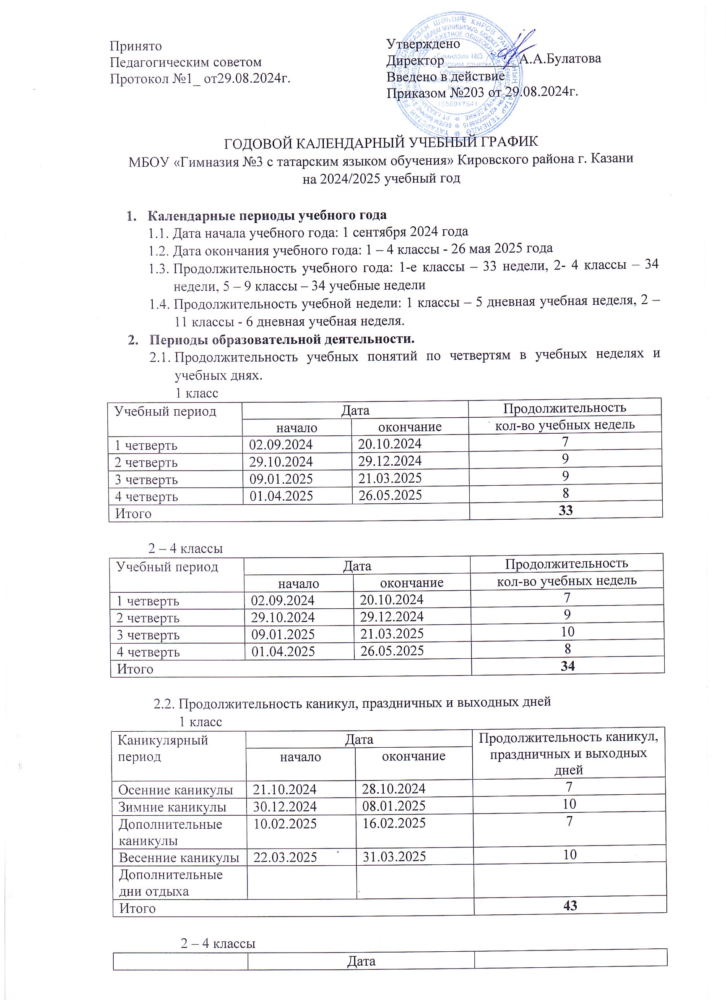 Принято
Педагогическим советом
Протокол №1_ от29.08.2024г.
Утверждено
Директор __________А.А.Булатова
Введено в действие
Приказом №203 от 29.08.2024г.
ГОДОВОЙ КАЛЕНДАРНЫЙ УЧЕБНЫЙ ГРАФИК
МБОУ «Гимназия №3 с татарским языком обучения» Кировского района г. Казани
на 2024/2025 учебный год
1. Календарные периоды учебного года
1.1. Дата начала учебного года: 1 сентября 2024 года
1.2. Дата окончания учебного года: 1 – 4 классы - 26 мая 2025 года
1.3. Продолжительность учебного года: 1-е классы – 33 недели, 2- 4 классы – 34
недели, 5 – 9 классы – 34 учебные недели
1.4. Продолжительность учебной недели: 1 классы – 5 дневная учебная неделя, 2 –
11 классы - 6 дневная учебная неделя.
2. Периоды образовательной деятельности.
2.1. Продолжительность учебных понятий по четвертям в учебных неделях и
учебных днях.
1 класс
Учебный период Дата Продолжительность
начало окончание кол-во учебных недель
1 четверть 02.09.2024 20.10.2024 7
2 четверть 29.10.2024 29.12.2024 9
3 четверть 09.01.2025 21.03.2025 9
4 четверть 01.04.2025 26.05.2025 8
Итого 33
2 – 4 классы
Учебный период Дата Продолжительность
начало окончание кол-во учебных недель
1 четверть 02.09.2024 20.10.2024 7
2 четверть 29.10.2024 29.12.2024 9
3 четверть 09.01.2025 21.03.2025 10
4 четверть 01.04.2025 26.05.2025 8
Итого 34
2.2. Продолжительность каникул, праздничных и выходных дней
1 класс
Каникулярный Дата Продолжительность каникул,
период начало окончание праздничных и выходных
дней
Осенние каникулы 21.10.2024 28.10.2024 7
Зимние каникулы 30.12.2024 08.01.2025 10
Дополнительные 10.02.2025 16.02.2025 7
каникулы
Весенние каникулы 22.03.2025 31.03.2025 10
Дополнительные
дни отдыха
Итого 43
2 – 4 классы
Дата